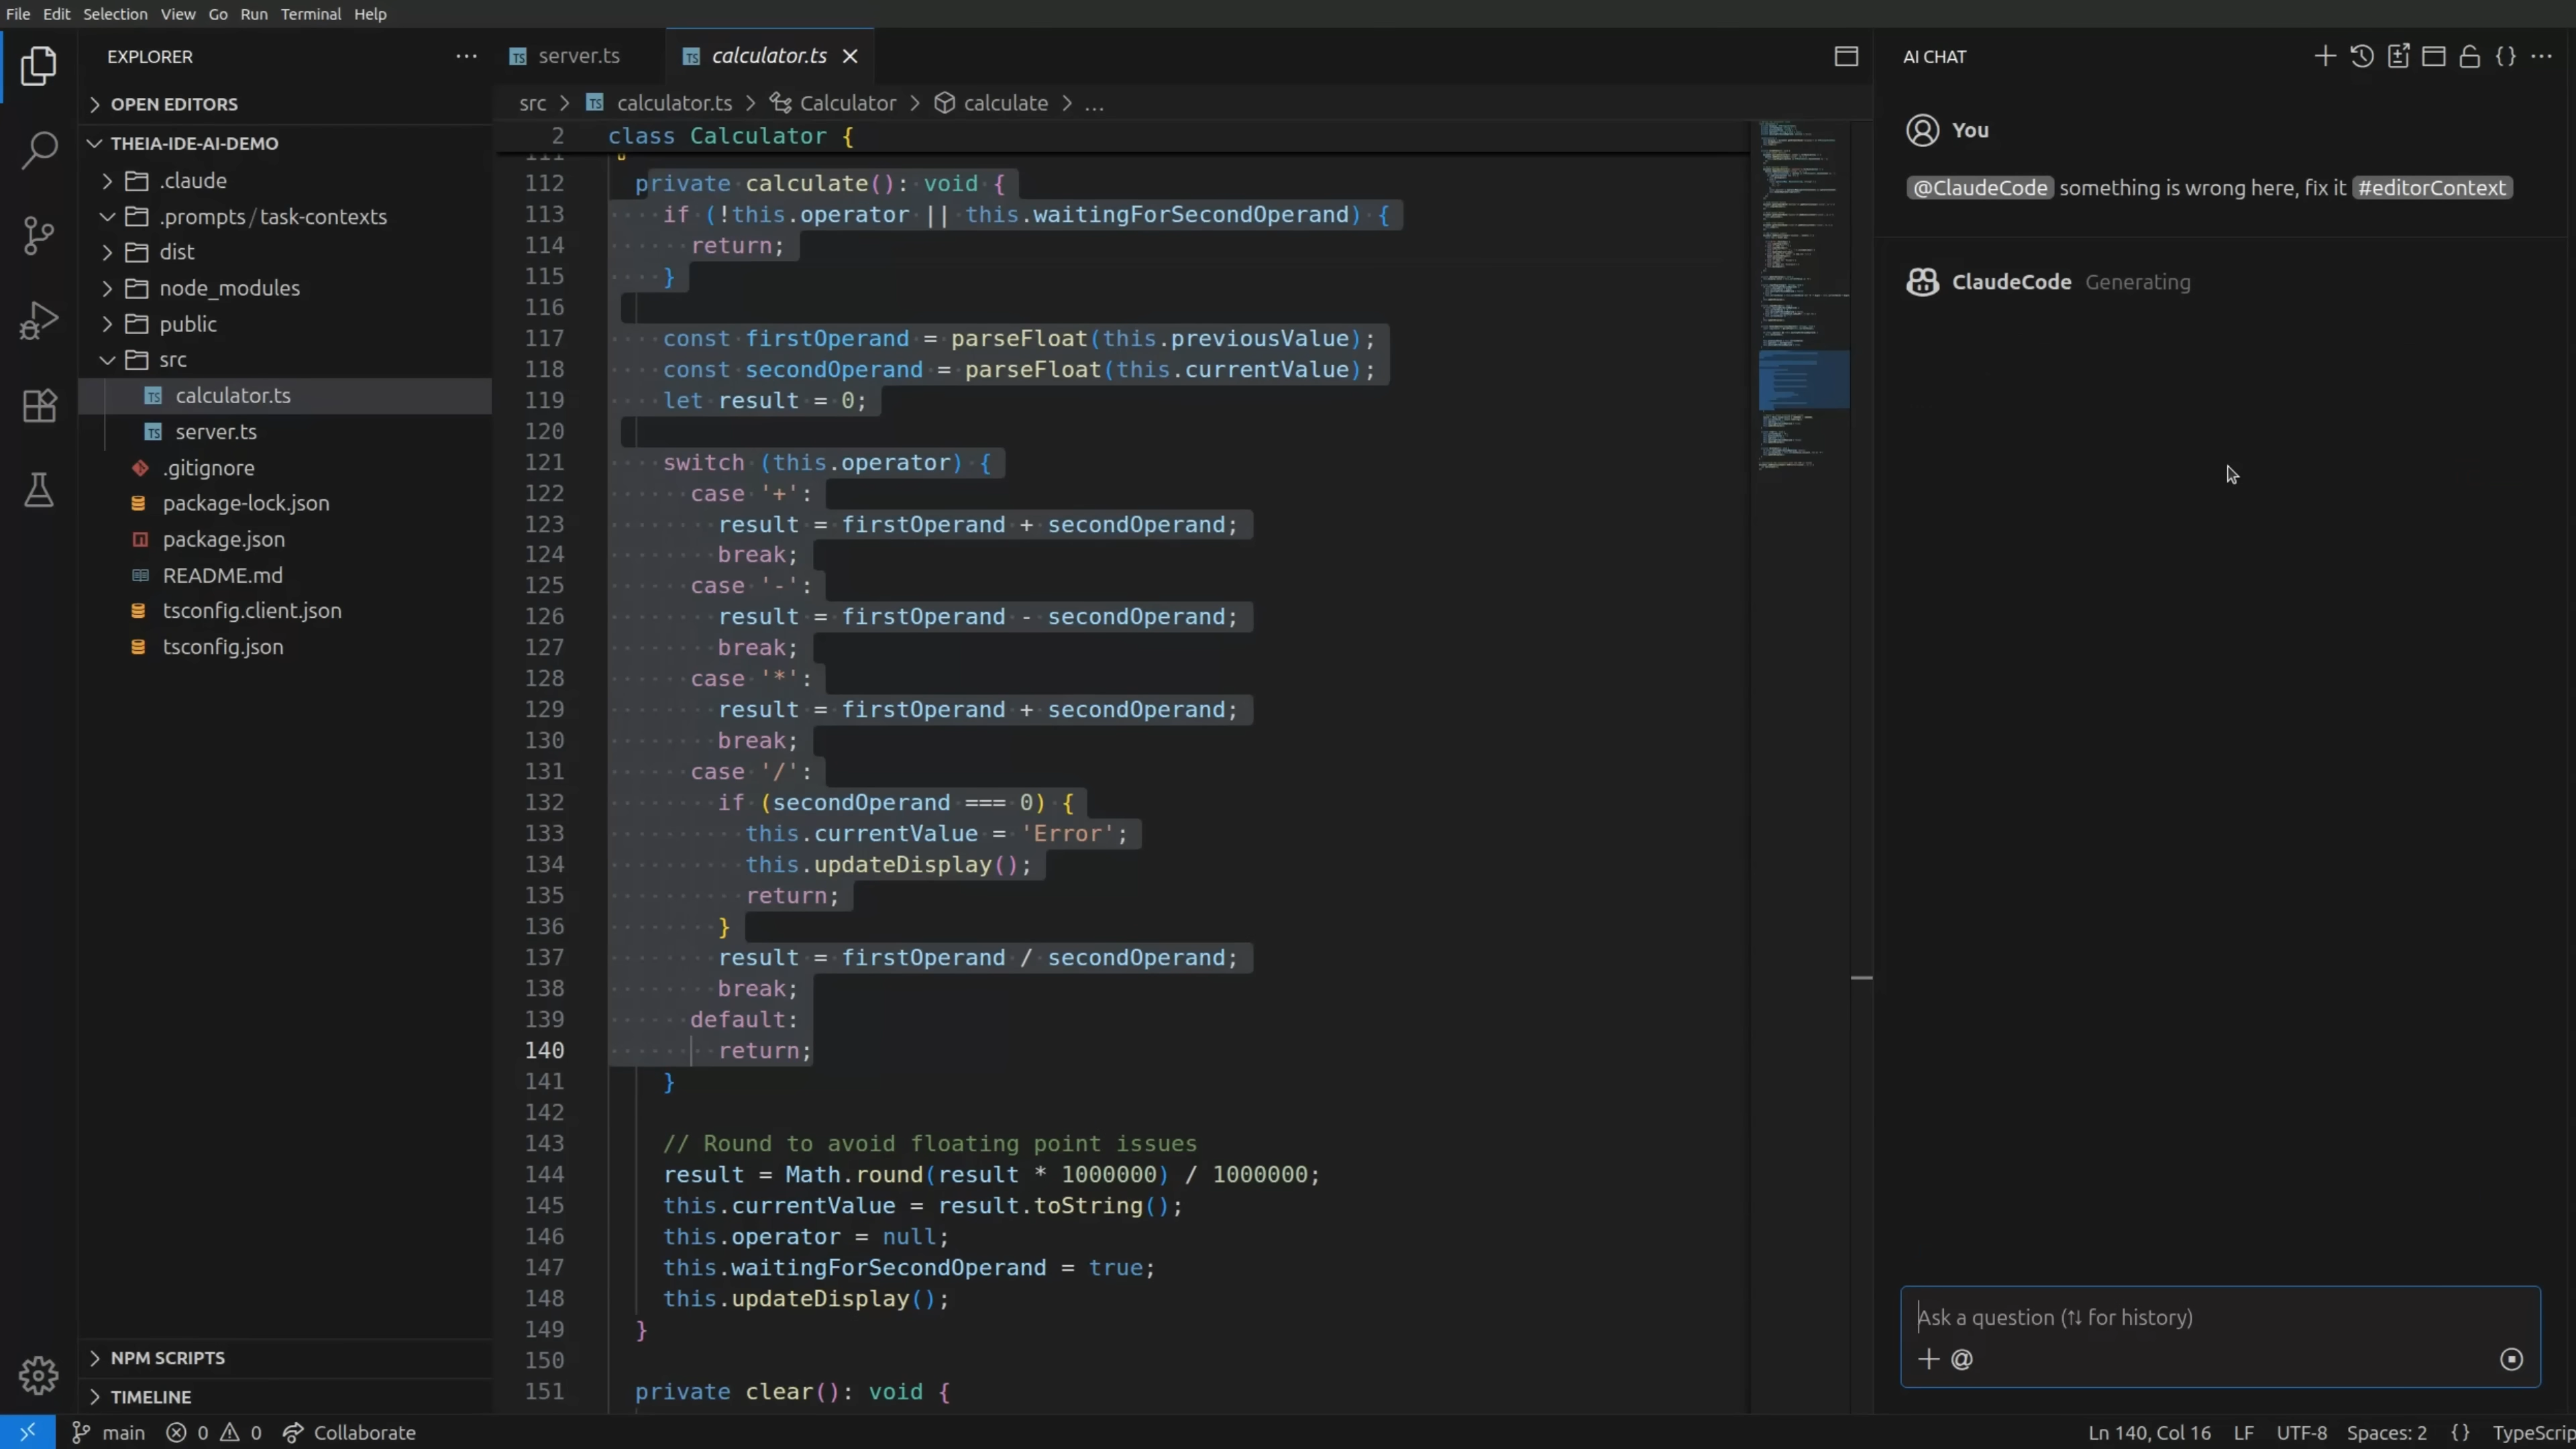 File Edit Selection View Go Run Terminal Help
EXPLORER
OPEN EDITORS
THEIA-IDE-AI-DEMO
.claude
.prompts/task-contexts
dist
node_modules
public
src
TS calculator.ts
TS server.ts
.gitignore
package-lock.json
package.json
README.md
tsconfig.client.json
tsconfig.json
NPM SCRIPTS
TIMELINE
TS server.ts TS calculator.ts
src > TS calculator.ts > Calculator > calculate > ...
2 class Calculator {
112 private calculate(): void {
113 if (!this.operator || this.waitingForSecondOperand) {
114 return;
115 }
116
117 const firstOperand = parseFloat(this.previousValue);
118 const secondOperand = parseFloat(this.currentValue);
119 let result = 0;
120
121 switch (this.operator) {
122 case '+':
123 result = firstOperand + secondOperand;
124 break;
125 case '-':
126 result = firstOperand - secondOperand;
127 break;
128 case '*':
129 result = firstOperand + secondOperand;
130 break;
131 case '/':
132 if (secondOperand === 0) {
133 this.currentValue = 'Error';
134 this.updateDisplay();
135 return;
136 }
137 result = firstOperand / secondOperand;
138 break;
139 default:
140 return;
141 }
142
143 // Round to avoid floating point issues
144 result = Math.round(result * 1000000) / 1000000;
145 this.currentValue = result.toString();
146 this.operator = null;
147 this.waitingForSecondOperand = true;
148 this.updateDisplay();
149 }
150
151 private clear(): void {
AI CHAT
You
@ClaudeCode something is wrong here, fix it #editorContext
ClaudeCode Generating
Ask a question (⇅ for history)
main 0 0 Collaborate
Ln 140, Col 16 LF UTF-8 Spaces: 2 {} TypeScrip